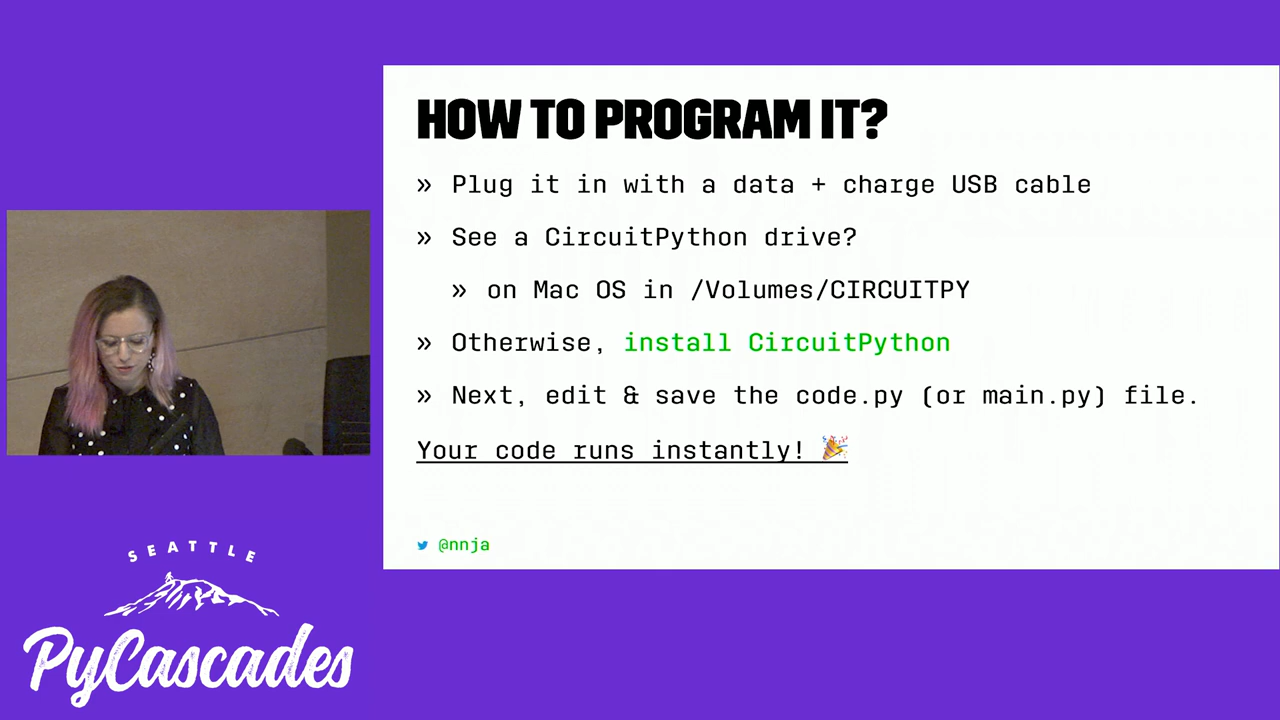 HOW TO PROGRAM IT?
» Plug it in with a data + charge USB cable
» See a CircuitPython drive?
» on Mac OS in /Volumes/CIRCUITPY
» Otherwise, install CircuitPython
» Next, edit & save the code.py (or main.py) file.
Your code runs instantly! 🎉
@nnja
SEATTLE
PyCascades